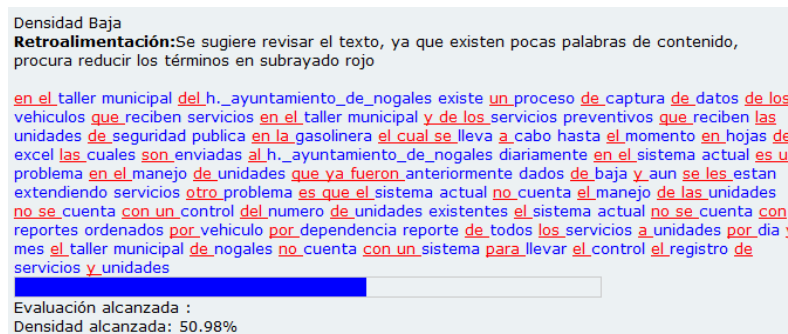 Densidad Baja
Retroalimentación:Se sugiere revisar el texto, ya que existen pocas palabras de contenido,
procura reducir los términos en subrayado rojo
en el taller municipal del h._ayuntamiento_de_nogales existe un proceso de captura de datos de los
vehiculos que reciben servicios en el taller municipal y de los servicios preventivos que reciben las
unidades de seguridad publica en la gasolinera el cual se lleva a cabo hasta el momento en hojas de
excel las cuales son enviadas al h._ayuntamiento_de_nogales diariamente en el sistema actual es u
problema en el manejo de unidades que ya fueron anteriormente dados de baja y aun se les estan
extendiendo servicios otro problema es que el sistema actual no cuenta el manejo de las unidades
no se cuenta con un control del numero de unidades existentes el sistema actual no se cuenta con
reportes ordenados por vehiculo por dependencia reporte de todos los servicios a unidades por dia y
mes el taller municipal de nogales no cuenta con un sistema para llevar el control el registro de
servicios y unidades
Evaluación alcanzada :
Densidad alcanzada: 50.98%